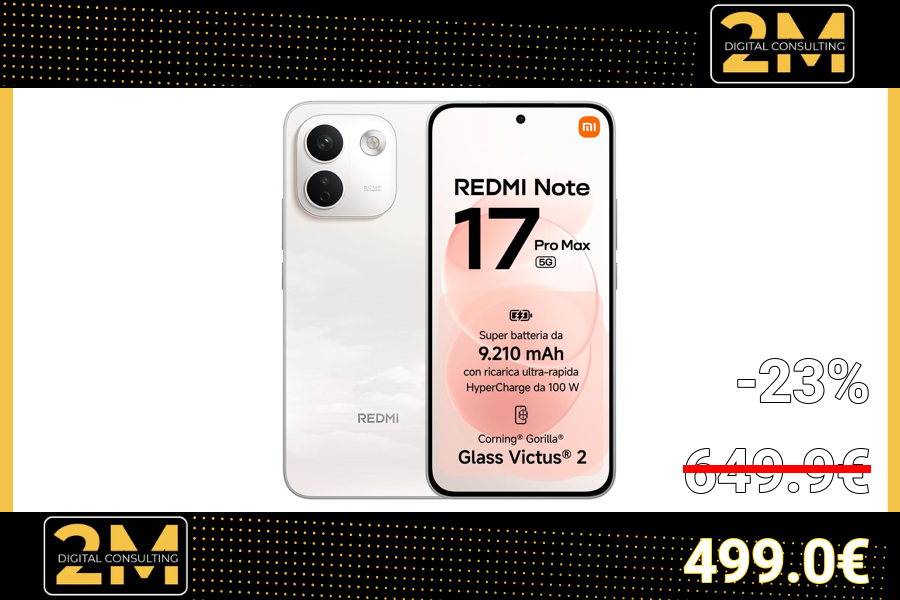 2M
DIGITAL CONSULTING
REDMI Note
17 Pro Max
5G
Super batteria da
9.210 mAh
con ricarica ultra-rapida
HyperCharge da 100 W
Corning® Gorilla®
Glass Victus® 2
REDMI
-23%
649.9€
2M
DIGITAL CONSULTING
499.0€